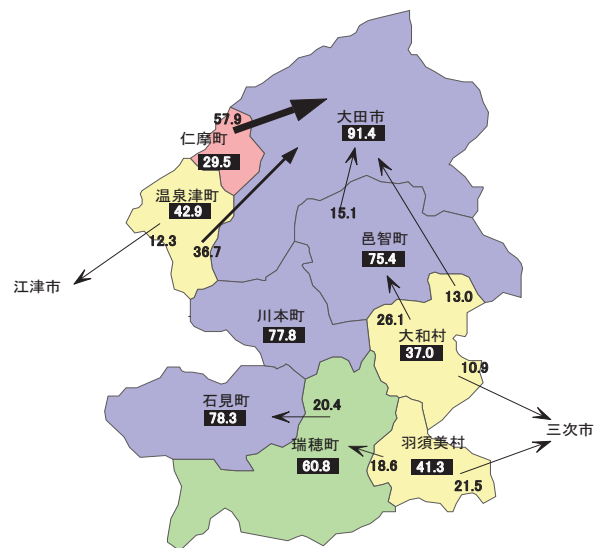 57.9
大田市
91.4
仁摩町
29.5
温泉津町
42.9
15.1
12.3
36.7
邑智町
75.4
江津市
13.0
川本町
77.8
26.1
大和村
37.0
10.9
石見町
78.3
20.4
三次市
瑞穂町
60.8
羽須美村
18.6
41.3
21.5